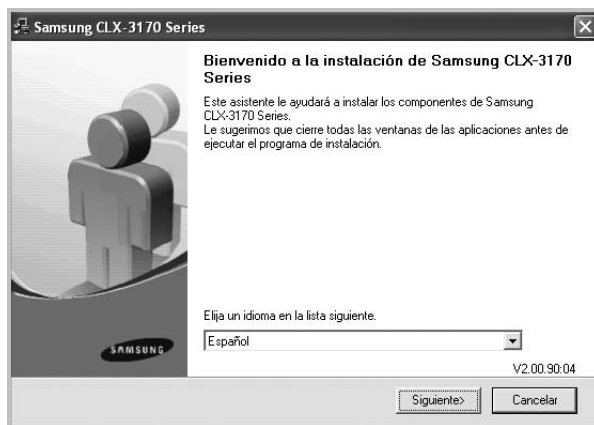 Samsung CLX-3170 Series
Bienvenido a la instalación de Samsung CLX-3170
Series
Este asistente le ayudará a instalar los componentes de Samsung
CLX-3170 Series.
Le sugerimos que cierre todas las ventanas de las aplicaciones antes de
ejecutar el programa de instalación.
Elija un idioma en la lista siguiente.
Español
SAMSUNG
V2.00.90:04
Siguiente>
Cancelar